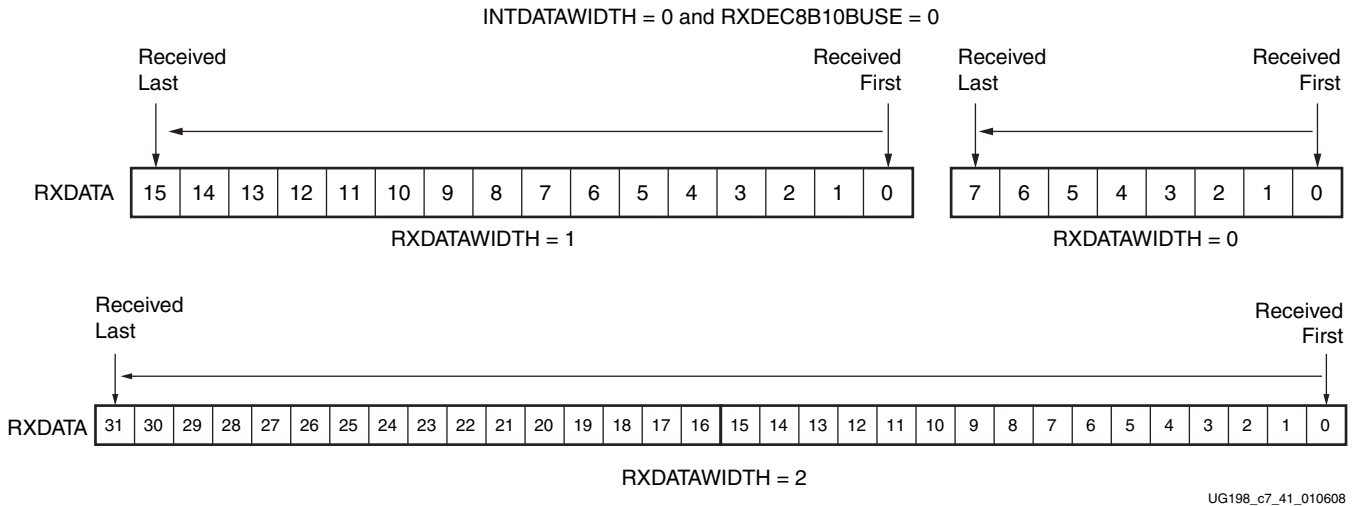 INTDATAWIDTH = 0 and RXDEC8B10BUSE = 0
Received Last
Received First
Received Last
Received First
RXDATA 15 14 13 12 11 10 9 8 7 6 5 4 3 2 1 0
7 6 5 4 3 2 1 0
RXDATAWIDTH = 1
RXDATAWIDTH = 0
Received Last
Received First
RXDATA 31 30 29 28 27 26 25 24 23 22 21 20 19 18 17 16 15 14 13 12 11 10 9 8 7 6 5 4 3 2 1 0
RXDATAWIDTH = 2
UG198_c7_41_010608